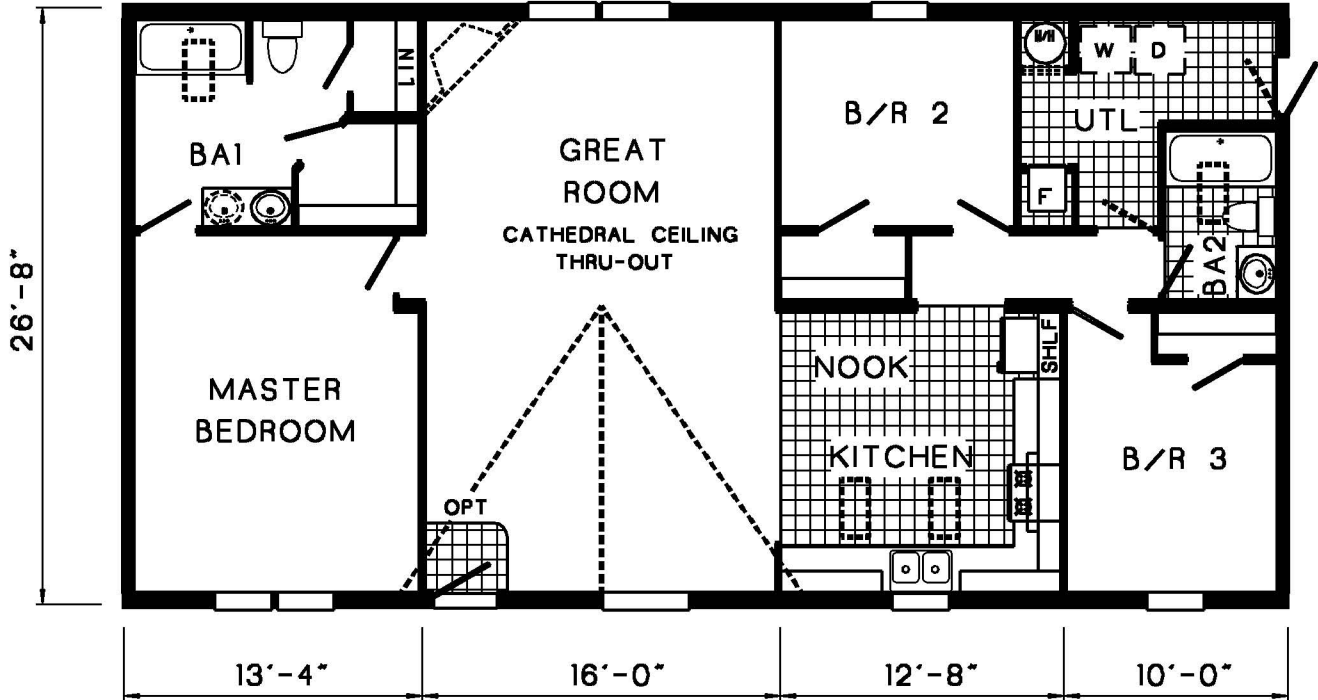 LIN
W/H
W
D
B/R 2
UTL
BA1
GREAT
ROOM
CATHEDRAL CEILING
THRU-OUT
F
BA2
26'-8"
MASTER
BEDROOM
NOOK
SHLF
KITCHEN
B/R 3
OPT
13'-4"
16'-0"
12'-8"
10'-0"